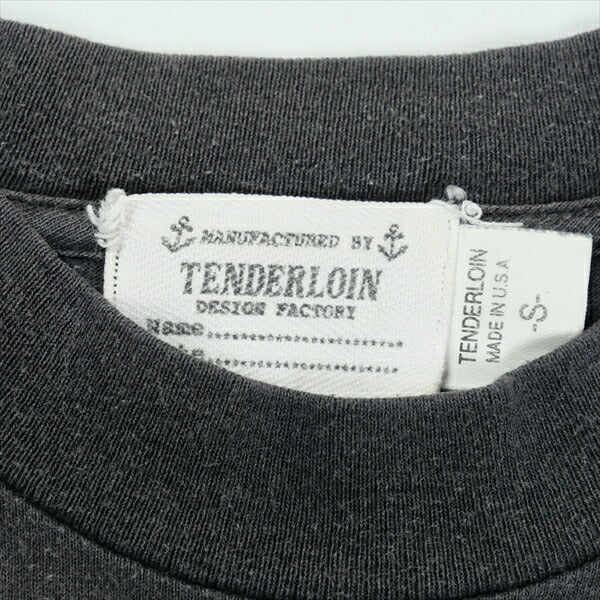 MANUFACTURED BY
TENDERLOIN
DESIGN FACTORY
Name
TENDERLOIN
MADE IN U.S.A
-S-